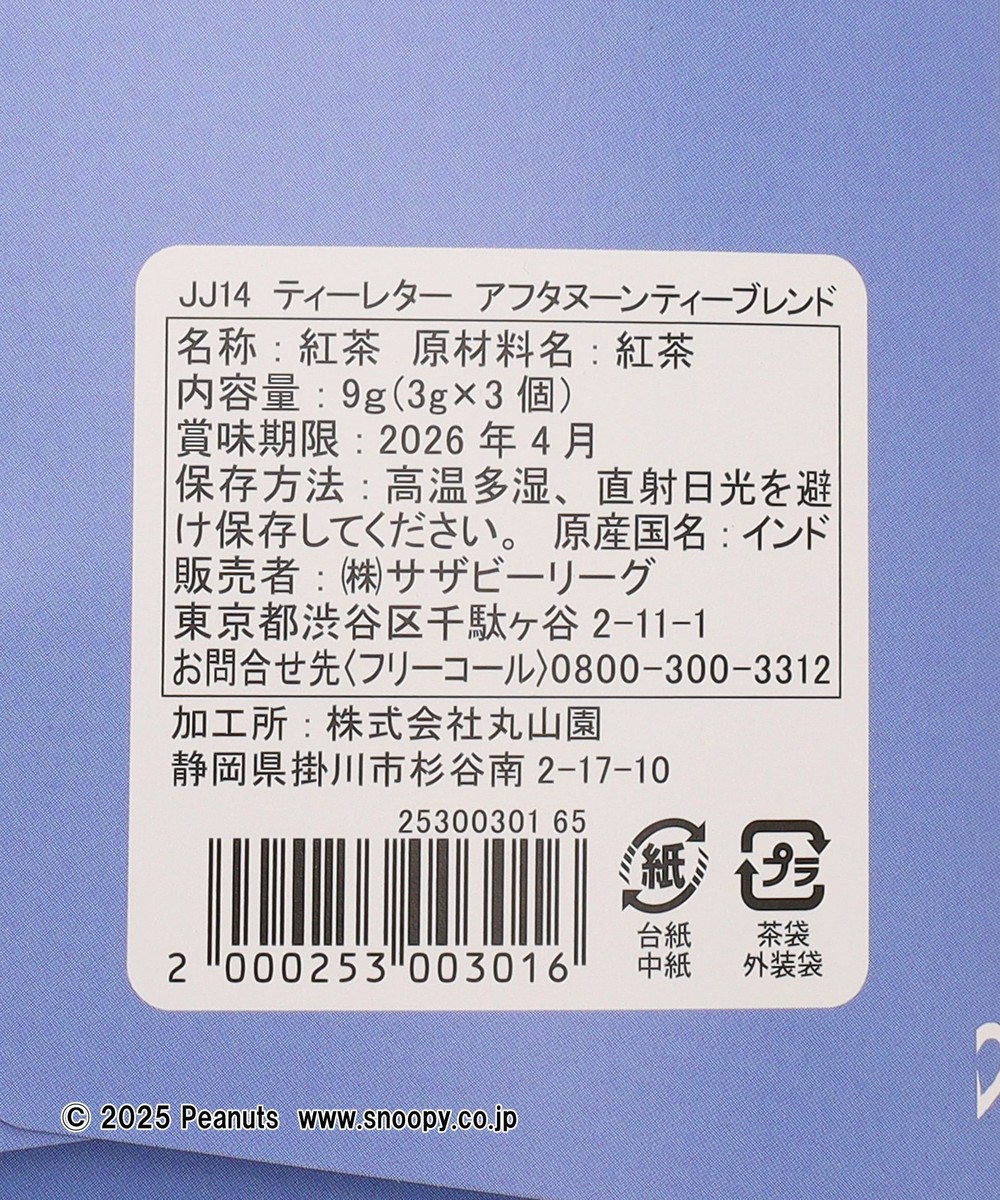 JJ14 ティーレター アフタヌーンティーブレンド
名称：紅茶 原材料名：紅茶
内容量：9g(3g×3個)
賞味期限：2026年4月
保存方法：高温多湿、直射日光を避
け保存してください。 原産国名：インド
販売者：㈱サザビーリーグ
東京都渋谷区千駄ヶ谷 2-11-1
お問合せ先〈フリーコール〉0800-300-3312
加工所：株式会社丸山園
静岡県掛川市杉谷南 2-17-10
25300301 65
2 000253 003016
紙 プラ
台紙 茶袋
中紙 外装袋
© 2025 Peanuts www.snoopy.co.jp